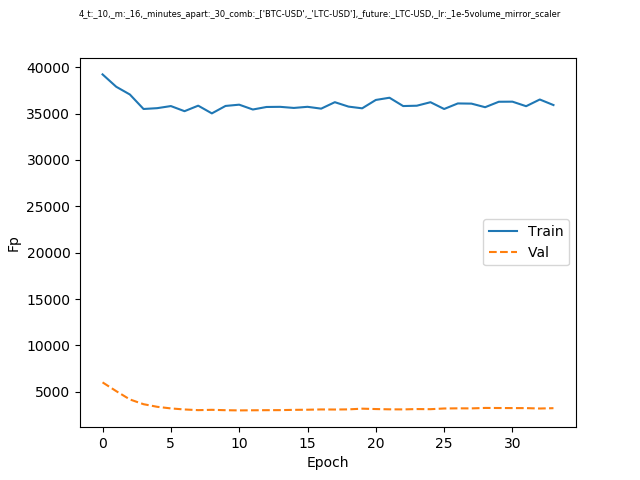 4_t:_10,_m:_16,_minutes_apart:_30_comb:_['BTC-USD',_'LTC-USD'],_future:_LTC-USD,_lr:_1e-5volume_mirror_scaler
40000
35000
30000
25000
20000
15000
10000
5000
Fp
Train
Val
0 5 10 15 20 25 30
Epoch